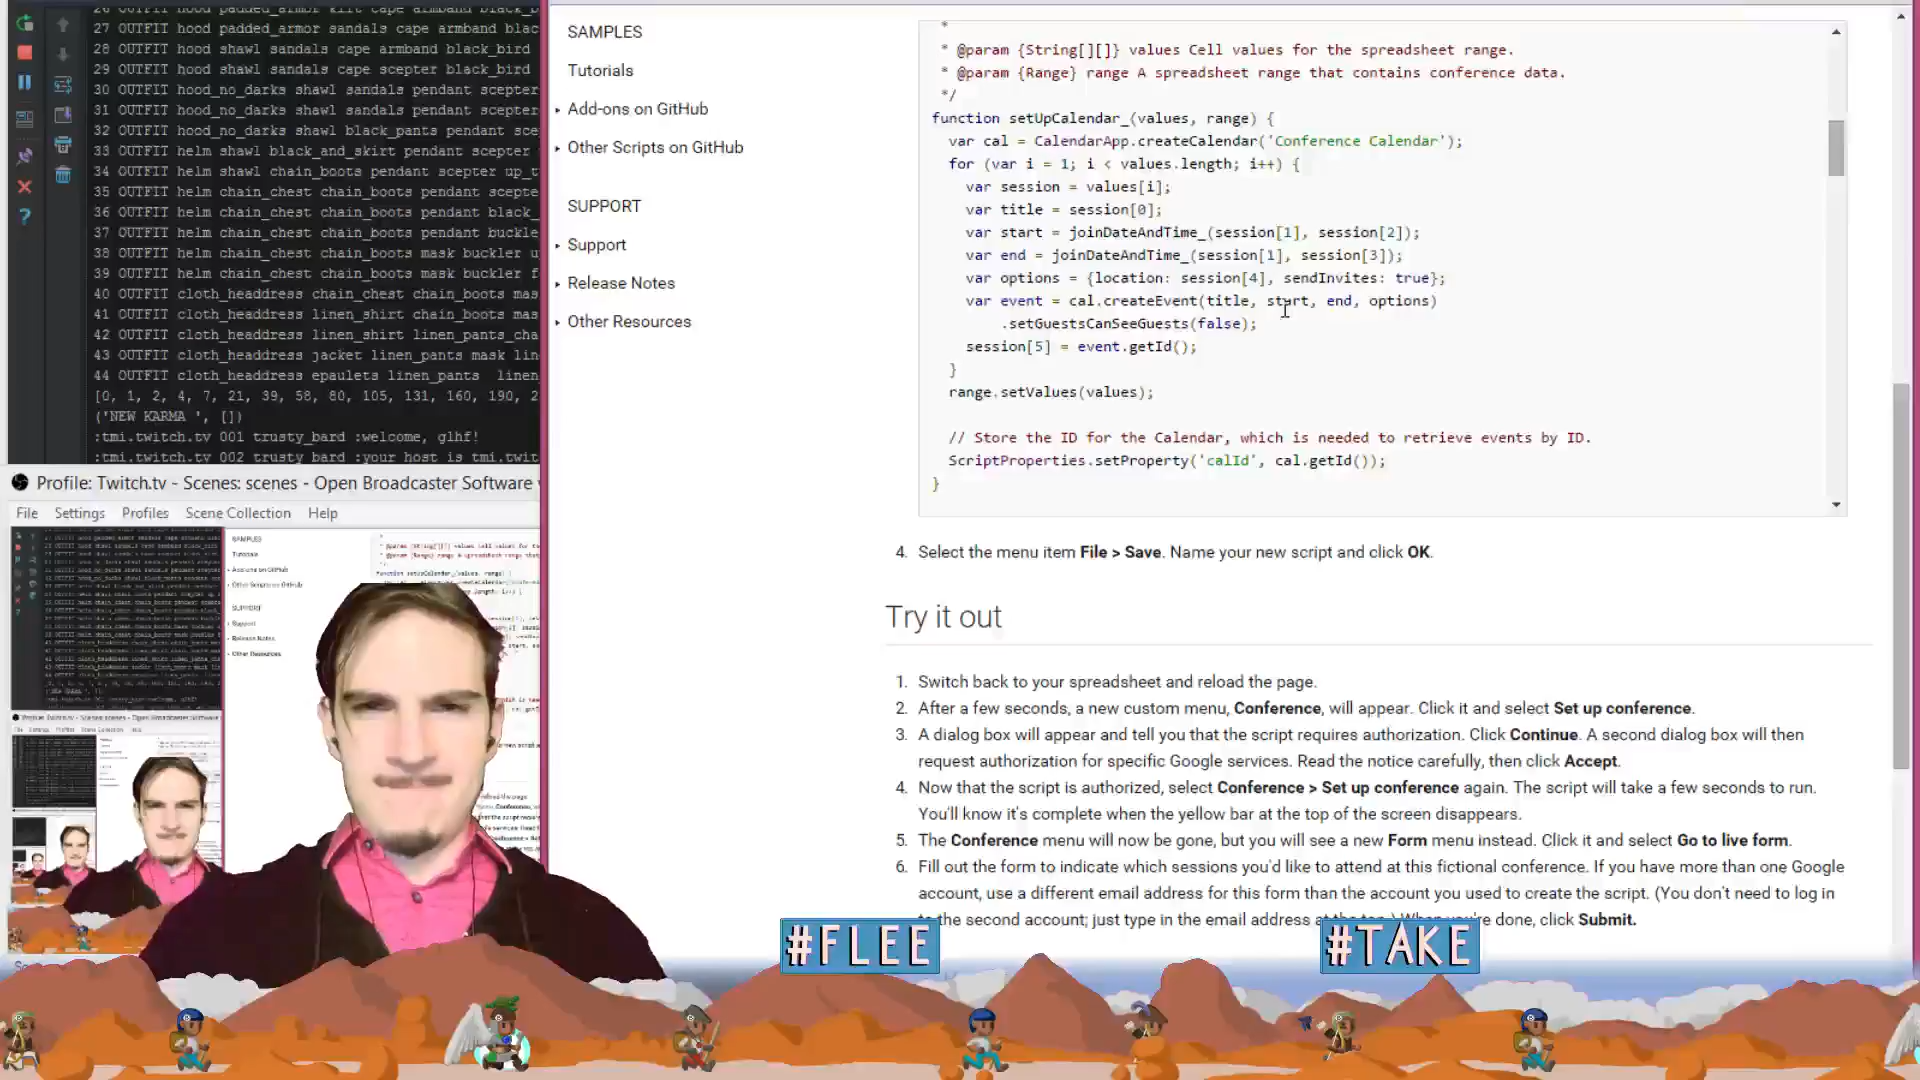 27 OUTFIT hood padded_armor sandals cape armband blac
28 OUTFIT hood shawl sandals cape armband black_bird
29 OUTFIT hood shawl sandals cape scepter black_bird
30 OUTFIT hood_no_darks shawl sandals pendant scepter
31 OUTFIT hood_no_darks shawl sandals pendant scepter
32 OUTFIT hood_no_darks shawl black_pants pendant sce
33 OUTFIT helm shawl black_and_skirt pendant scepter
34 OUTFIT helm shawl chain_boots pendant scepter up_t
35 OUTFIT helm chain_chest chain_boots pendant scepte
36 OUTFIT helm chain_chest chain_boots pendant black_
37 OUTFIT helm chain_chest chain_boots pendant buckle
38 OUTFIT helm chain_chest chain_boots mask buckler u
39 OUTFIT helm chain_chest chain_boots mask buckler f
40 OUTFIT cloth_headdress chain_chest chain_boots mas
41 OUTFIT cloth_headdress linen_shirt chain_boots mas
42 OUTFIT cloth_headdress linen_shirt linen_pants_cha
43 OUTFIT cloth_headdress jacket linen_pants mask lin
44 OUTFIT cloth_headdress epaulets linen_pants  linen_
[0, 1, 2, 4, 7, 21, 39, 58, 80, 105, 131, 160, 190, 2
('NEW KARMA ', [])
:tmi.twitch.tv 001 trusty_bard :welcome, glhf!
:tmi.twitch.tv 002 trusty_bard :your host is tmi.twit
Profile: Twitch.tv - Scenes: scenes - Open Broadcaster Software
File Settings Profiles Scene Collection Help
SAMPLES
Tutorials
Add-ons on GitHub
Other Scripts on GitHub
SUPPORT
Support
Release Notes
Other Resources
*
* @param {String[][]} values Cell values for the spreadsheet range.
* @param {Range} range A spreadsheet range that contains conference data.
*/
function setUpCalendar_(values, range) {
var cal = CalendarApp.createCalendar('Conference Calendar');
for (var i = 1; i < values.length; i++) {
var session = values[i];
var title = session[0];
var start = joinDateAndTime_(session[1], session[2]);
var end = joinDateAndTime_(session[1], session[3]);
var options = {location: session[4], sendInvites: true};
var event = cal.createEvent(title, start, end, options)
.setGuestsCanSeeGuests(false);
session[5] = event.getId();
}
range.setValues(values);
// Store the ID for the Calendar, which is needed to retrieve events by ID.
ScriptProperties.setProperty('calId', cal.getId());
}
4. Select the menu item File > Save. Name your new script and click OK.
Try it out
1. Switch back to your spreadsheet and reload the page.
2. After a few seconds, a new custom menu, Conference, will appear. Click it and select Set up conference.
3. A dialog box will appear and tell you that the script requires authorization. Click Continue. A second dialog box will then
request authorization for specific Google services. Read the notice carefully, then click Accept.
4. Now that the script is authorized, select Conference > Set up conference again. The script will take a few seconds to run.
You'll know it's complete when the yellow bar at the top of the screen disappears.
5. The Conference menu will now be gone, but you will see a new Form menu instead. Click it and select Go to live form.
6. Fill out the form to indicate which sessions you'd like to attend at this fictional conference. If you have more than one Google
account, use a different email address for this form than the account you used to create the script. (You don't need to log in
to the second account; just type in the email address at the top.) When you're done, click Submit.
#FLEE
#TAKE